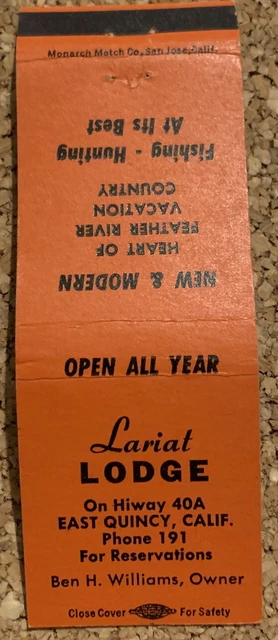 Monarch Match Co., San Jose, Calif.
NEW & MODERN
HEART OF
FEATHER RIVER
VACATION
COUNTRY
Fishing - Hunting
At Its Best
OPEN ALL YEAR
Lariat
LODGE
On Hiway 40A
EAST QUINCY, CALIF.
Phone 191
For Reservations
Ben H. Williams, Owner
Close Cover For Safety